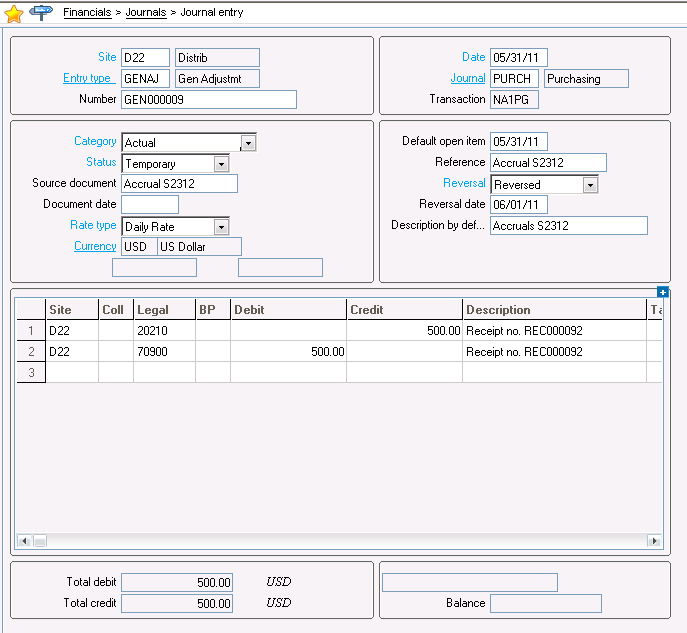 Financials > Journals > Journal entry
Site D22 Distrib
Entry type GENAJ Gen Adjustmt
Number GEN000009
Date 05/31/11
Journal PURCH Purchasing
Transaction NA1PG
Category Actual
Status Temporary
Source document Accrual S2312
Document date
Rate type Daily Rate
Currency USD US Dollar
Default open item 05/31/11
Reference Accrual S2312
Reversal Reversed
Reversal date 06/01/11
Description by def... Accruals S2312
Site Coll Legal BP Debit Credit Description Ta
1 D22 20210 500.00 Receipt no. REC000092
2 D22 70900 500.00 Receipt no. REC000092
3
Total debit 500.00 USD
Total credit 500.00 USD
Balance